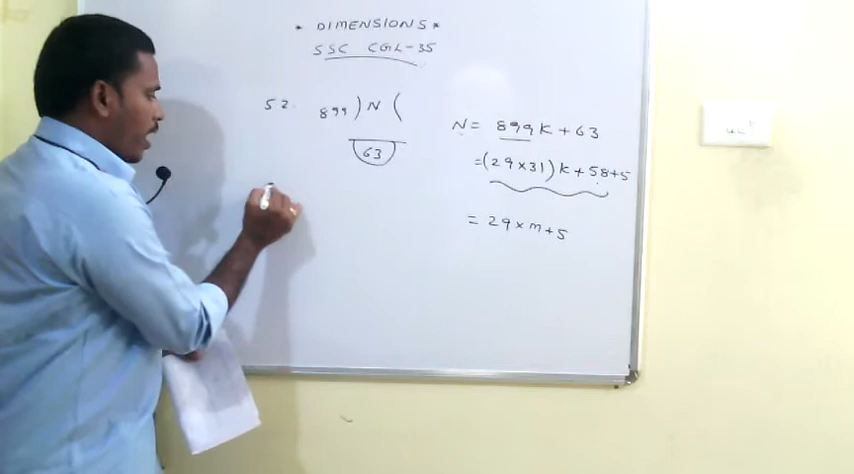 * DIMENSIONS *
SSC CGL-35
52. 899 ) N (
63
N = 899K + 63
= (29×31) K + 58+5
= 29 × m + 5